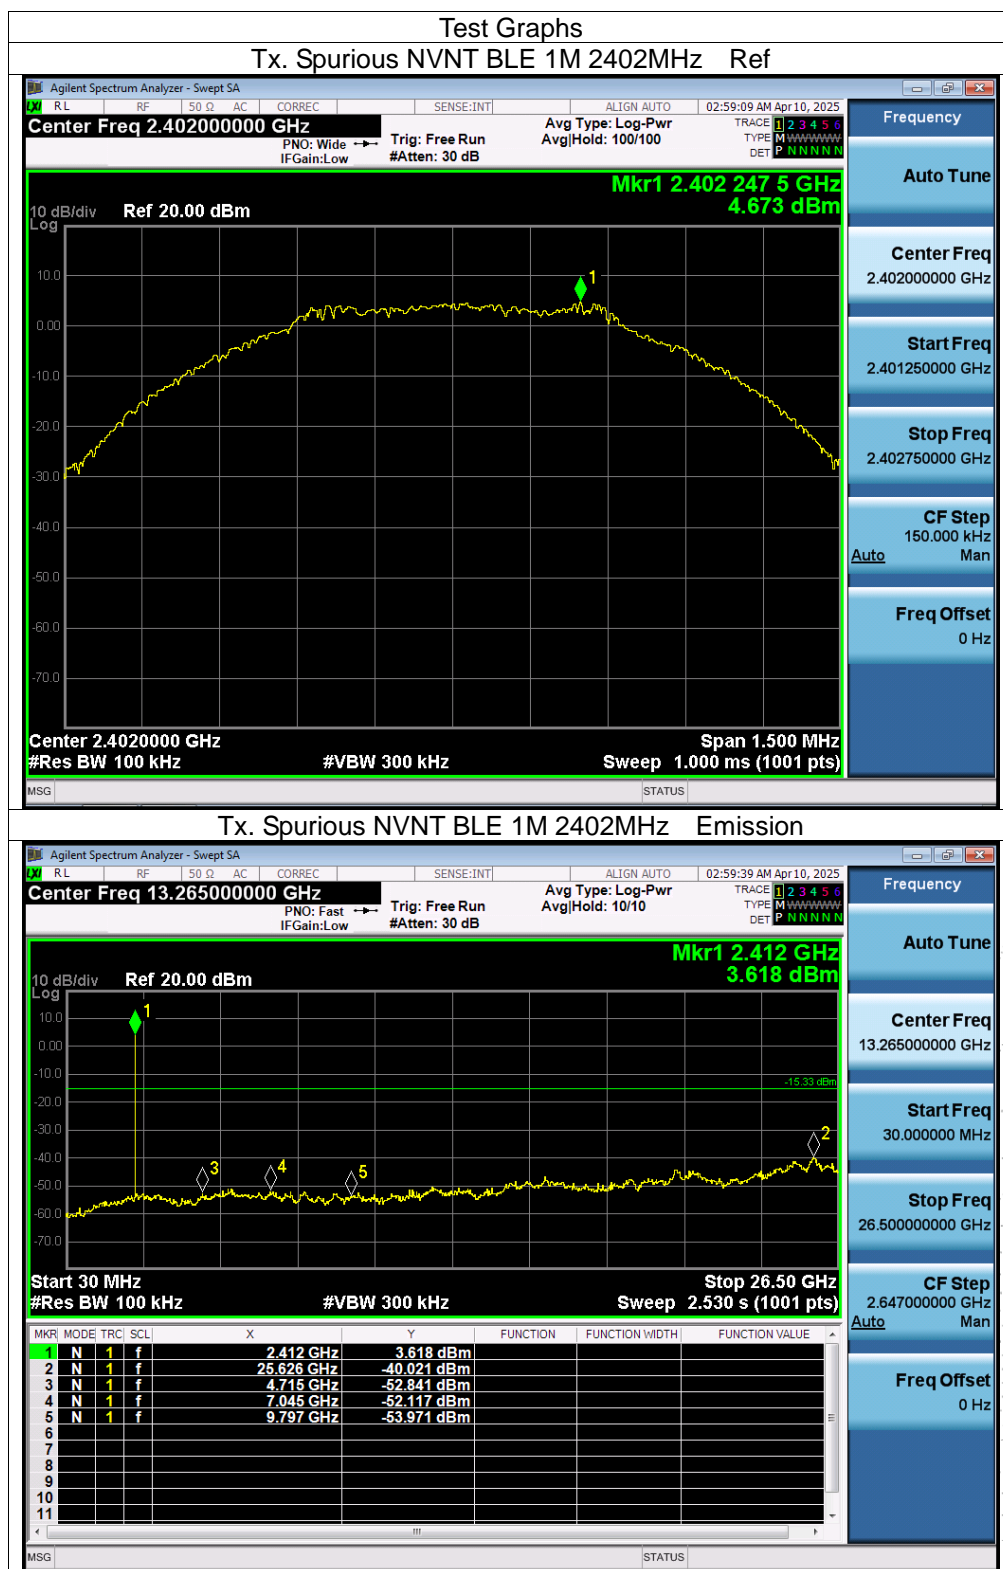 Test Graphs
Tx. Spurious NVNT BLE 1M 2402MHz Ref
Agilent Spectrum Analyzer - Swept SA
LXI RL RF 50 Ω AC CORREC SENSE:INT ALIGN AUTO 02:59:09 AM Apr 10, 2025
Center Freq 2.402000000 GHz Avg Type: Log-Pwr TRACE 1 2 3 4 5 6
PNO: Wide Trig: Free Run Avg|Hold: 100/100 TYPE M W W W W W
IFGain:Low #Atten: 30 dB DET P N N N N N
Mkr1 2.402 247 5 GHz
4.673 dBm
10 dB/div Ref 20.00 dBm
Log
1
10.0
0.00
-10.0
-20.0
-30.0
-40.0
-50.0
-60.0
-70.0
Center 2.4020000 GHz Span 1.500 MHz
#Res BW 100 kHz #VBW 300 kHz Sweep 1.000 ms (1001 pts)
MSG STATUS
Frequency
Auto Tune
Center Freq
2.402000000 GHz
Start Freq
2.401250000 GHz
Stop Freq
2.402750000 GHz
CF Step
150.000 kHz
Auto Man
Freq Offset
0 Hz
Tx. Spurious NVNT BLE 1M 2402MHz Emission
Agilent Spectrum Analyzer - Swept SA
LXI RL RF 50 Ω AC CORREC SENSE:INT ALIGN AUTO 02:59:39 AM Apr 10, 2025
Center Freq 13.265000000 GHz Avg Type: Log-Pwr TRACE 1 2 3 4 5 6
PNO: Fast Trig: Free Run Avg|Hold: 10/10 TYPE M W W W W W
IFGain:Low #Atten: 30 dB DET P N N N N N
Mkr1 2.412 GHz
3.618 dBm
10 dB/div Ref 20.00 dBm
Log
1
10.0
0.00
-10.0
-15.33 dBm
-20.0
-30.0
2
-40.0
3 4 5
-50.0
-60.0
-70.0
Start 30 MHz Stop 26.50 GHz
#Res BW 100 kHz #VBW 300 kHz Sweep 2.530 s (1001 pts)
MKR MODE TRC SCL X Y FUNCTION FUNCTION WIDTH FUNCTION VALUE
1 N 1 f 2.412 GHz 3.618 dBm
2 N 1 f 25.626 GHz -40.021 dBm
3 N 1 f 4.715 GHz -52.841 dBm
4 N 1 f 7.045 GHz -52.117 dBm
5 N 1 f 9.797 GHz -53.971 dBm
6
7
8
9
10
11
MSG STATUS
Frequency
Auto Tune
Center Freq
13.265000000 GHz
Start Freq
30.000000 MHz
Stop Freq
26.500000000 GHz
CF Step
2.647000000 GHz
Auto Man
Freq Offset
0 Hz